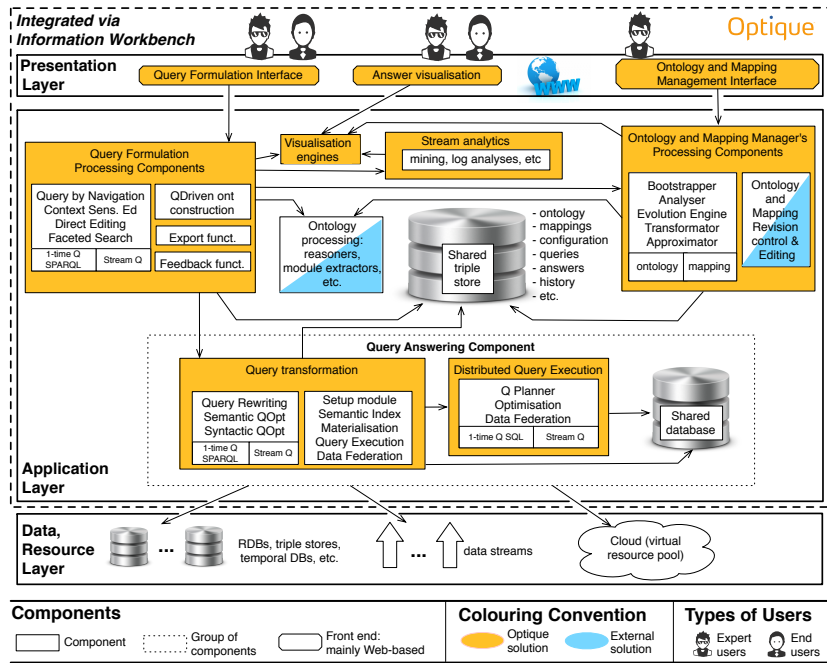 Integrated via
Information Workbench
Optique
Presentation
Layer
Query Formulation Interface
Answer visualisation
WWW
Ontology and Mapping
Management Interface
Query Formulation
Processing Components
Query by Navigation
Context Sens. Ed
Direct Editing
Faceted Search
1-time Q
SPARQL
Stream Q
QDriven ont
construction
Export funct.
Feedback funct.
Visualisation
engines
Stream analytics
mining, log analyses, etc
Ontology
processing:
reasoners,
module extractors,
etc.
Shared
triple
store
- ontology
- mappings
- configuration
- queries
- answers
- history
- etc.
Ontology and Mapping Manager's
Processing Components
Bootstrapper
Analyser
Evolution Engine
Transformator
Approximator
ontology
mapping
Ontology
and
Mapping
Revision
control &
Editing
Query Answering Component
Query transformation
Query Rewriting
Semantic QOpt
Syntactic QOpt
1-time Q
SPARQL
Stream Q
Setup module
Semantic Index
Materialisation
Query Execution
Data Federation
Distributed Query Execution
Q Planner
Optimisation
Data Federation
1-time Q SQL
Stream Q
Shared
database
Application
Layer
Data,
Resource
Layer
...
RDBs, triple stores,
temporal DBs, etc.
...
data streams
Cloud (virtual
resource pool)
Components
Component
Group of
components
Front end:
mainly Web-based
Colouring Convention
Optique
solution
External
solution
Types of Users
Expert
users
End
users